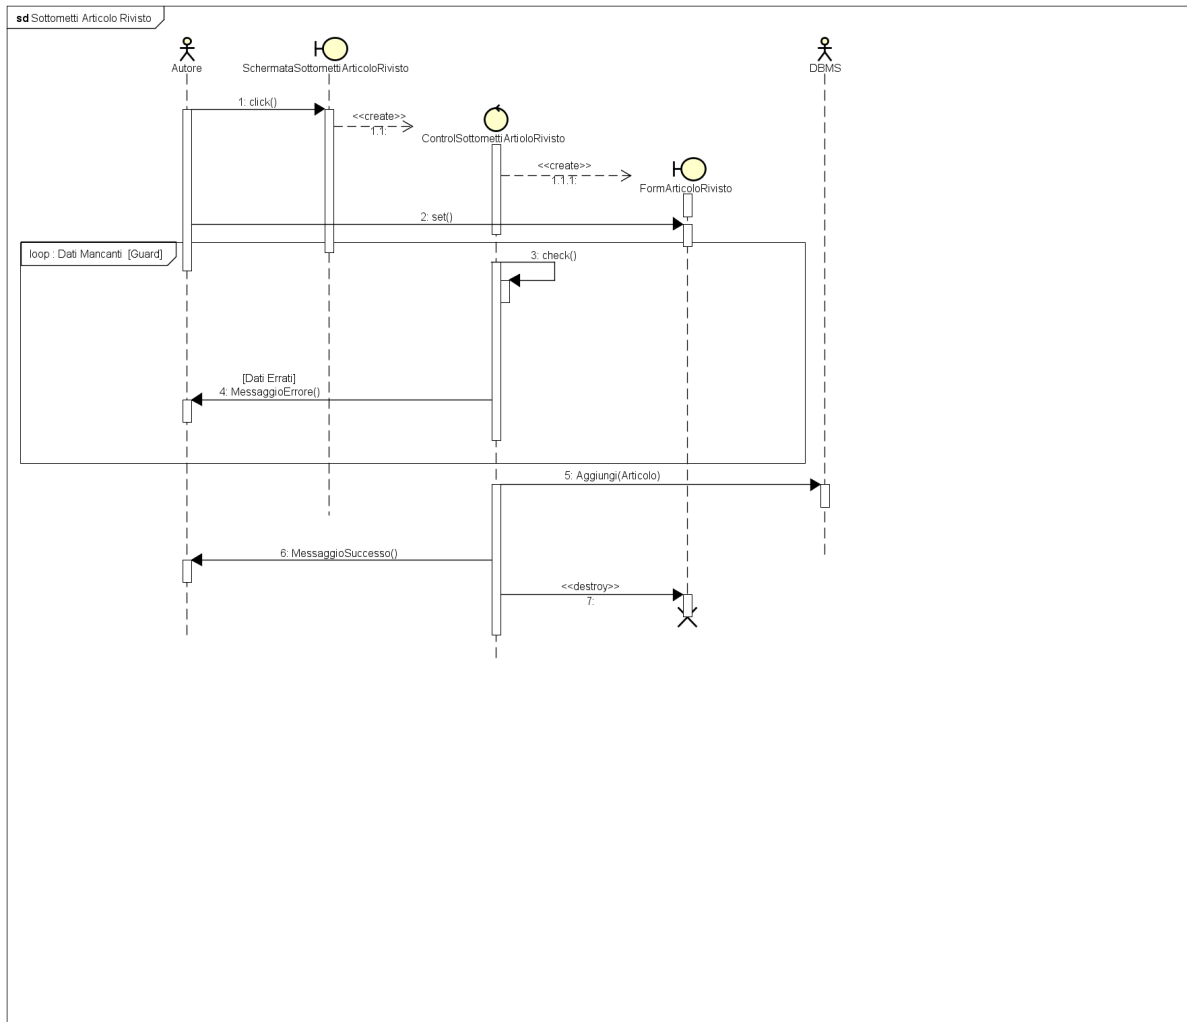 sd Sottometti Articolo Rivisto
Autore
SchermataSottomettiArticoloRivisto
DBMS
1: click()
<<create>>
1.1:
ControlSottomettiArtioloRivisto
<<create>>
1.1.1:
FormArticoloRivisto
2: set()
loop : Dati Mancanti [Guard]
3: check()
[Dati Errati]
4: MessaggioErrore()
5: Aggiungi(Articolo)
6: MessaggioSuccesso()
<<destroy>>
7: